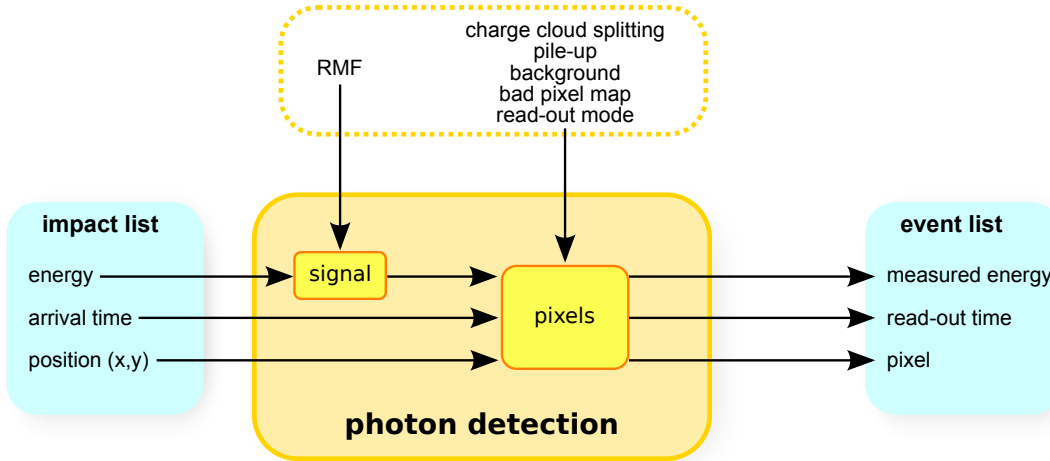 charge cloud splitting
pile-up
RMF
background
bad pixel map
read-out mode
impact list
event list
energy
signal
measured energy
arrival time
pixels
read-out time
position (x,y)
pixel
photon detection